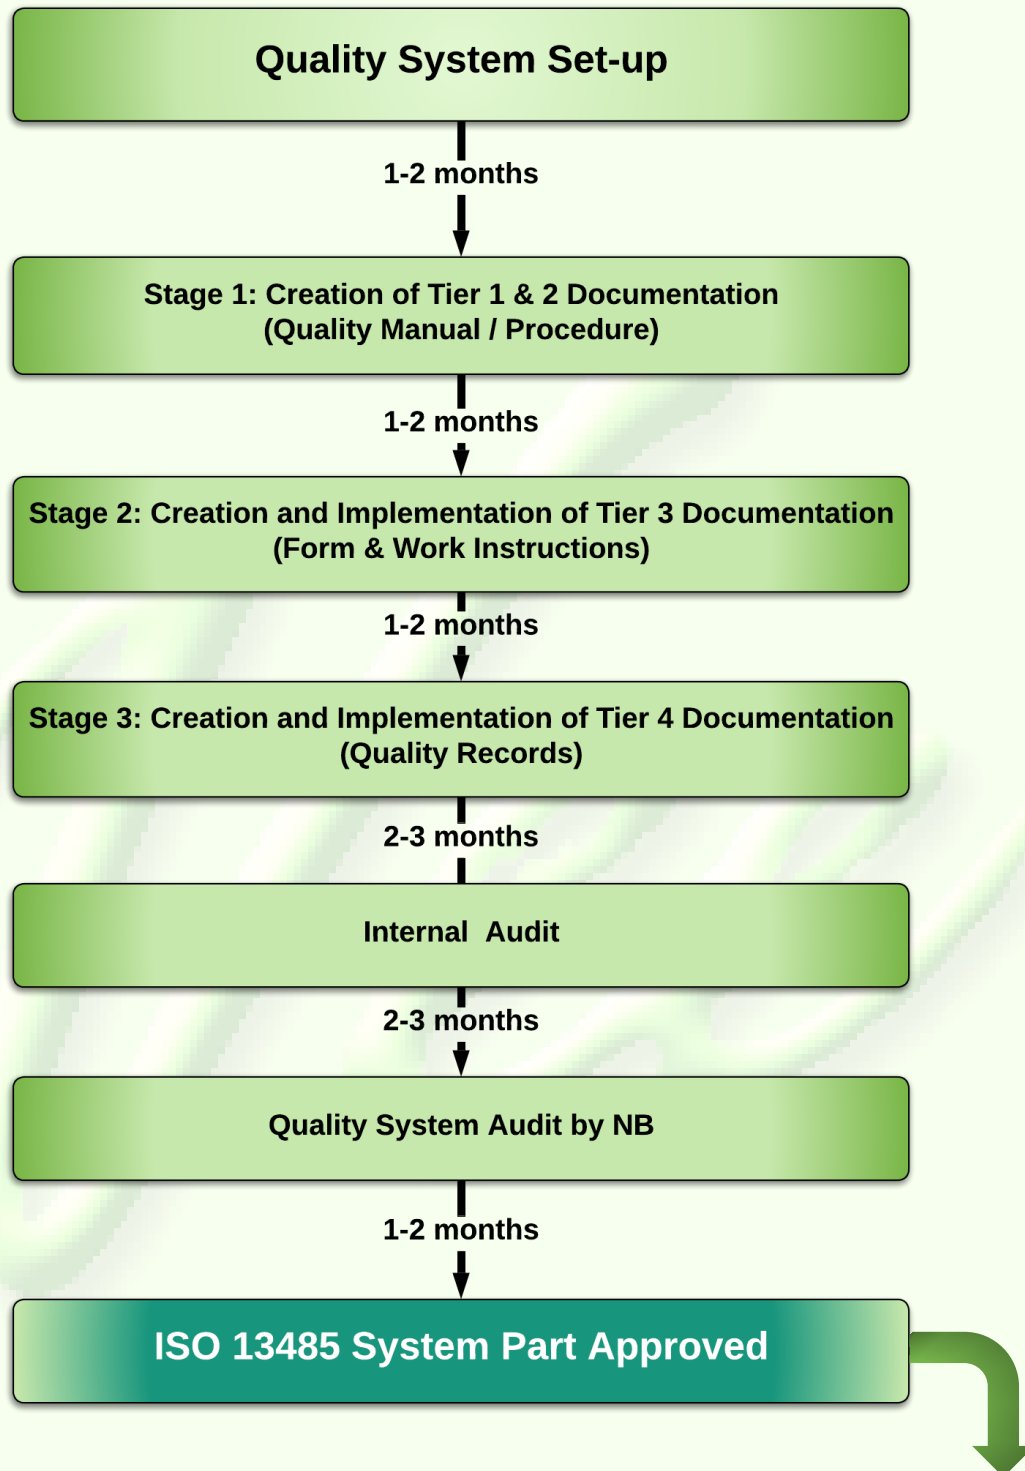 Quality System Set-up
1-2 months
Stage 1: Creation of Tier 1 & 2 Documentation
(Quality Manual / Procedure)
1-2 months
Stage 2: Creation and Implementation of Tier 3 Documentation
(Form & Work Instructions)
1-2 months
Stage 3: Creation and Implementation of Tier 4 Documentation
(Quality Records)
2-3 months
Internal  Audit
2-3 months
Quality System Audit by NB
1-2 months
ISO 13485 System Part Approved